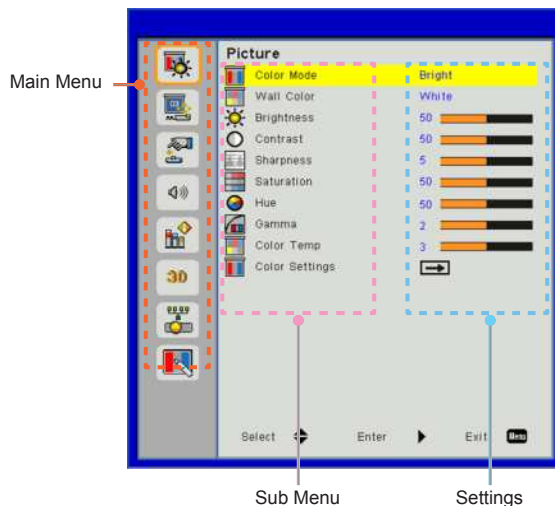 Picture
Color Mode Bright
Main Menu
Wall Color White
Brightness 50
Contrast 50
Sharpness 5
Saturation 50
Hue 50
Gamma 2
Color Temp 3
Color Settings
3D
Select Enter Exit Menu
Sub Menu Settings